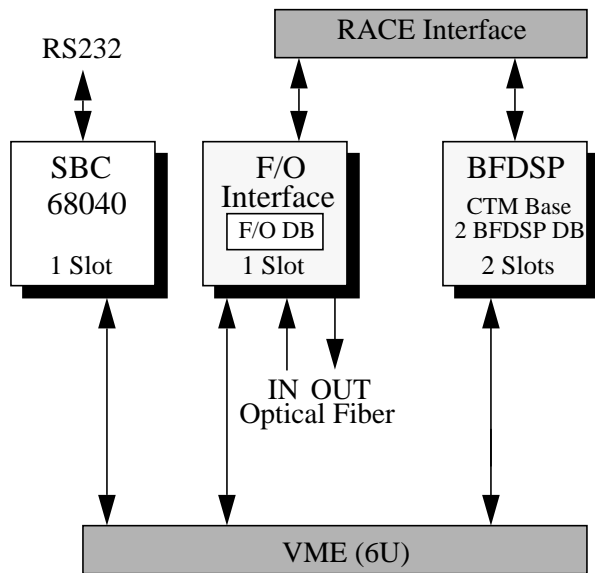 RACE Interface
RS232
SBC
68040
1 Slot
F/O
Interface
F/O DB
1 Slot
BFDSP
CTM Base
2 BFDSP DB
2 Slots
IN OUT
Optical Fiber
VME (6U)